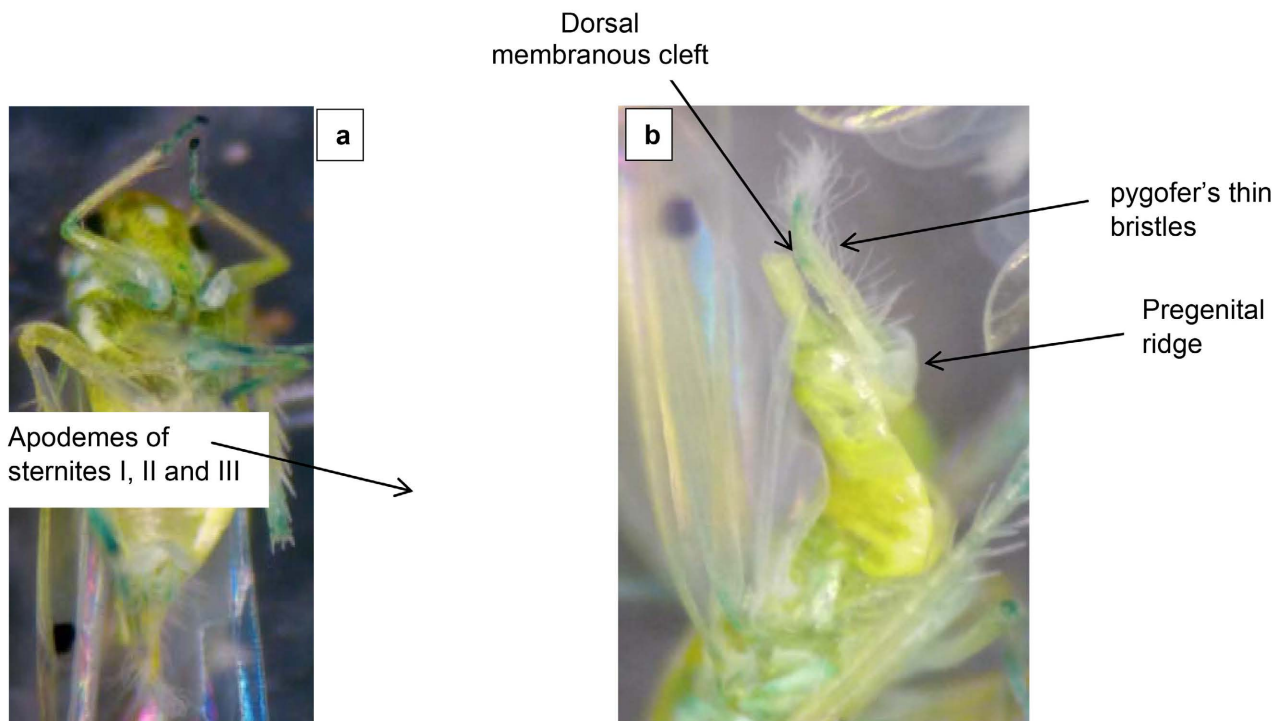 Dorsal
membranous cleft
a
b
pygofer's thin
bristles
Pregenital
ridge
Apodemes of
sternites I, II and III